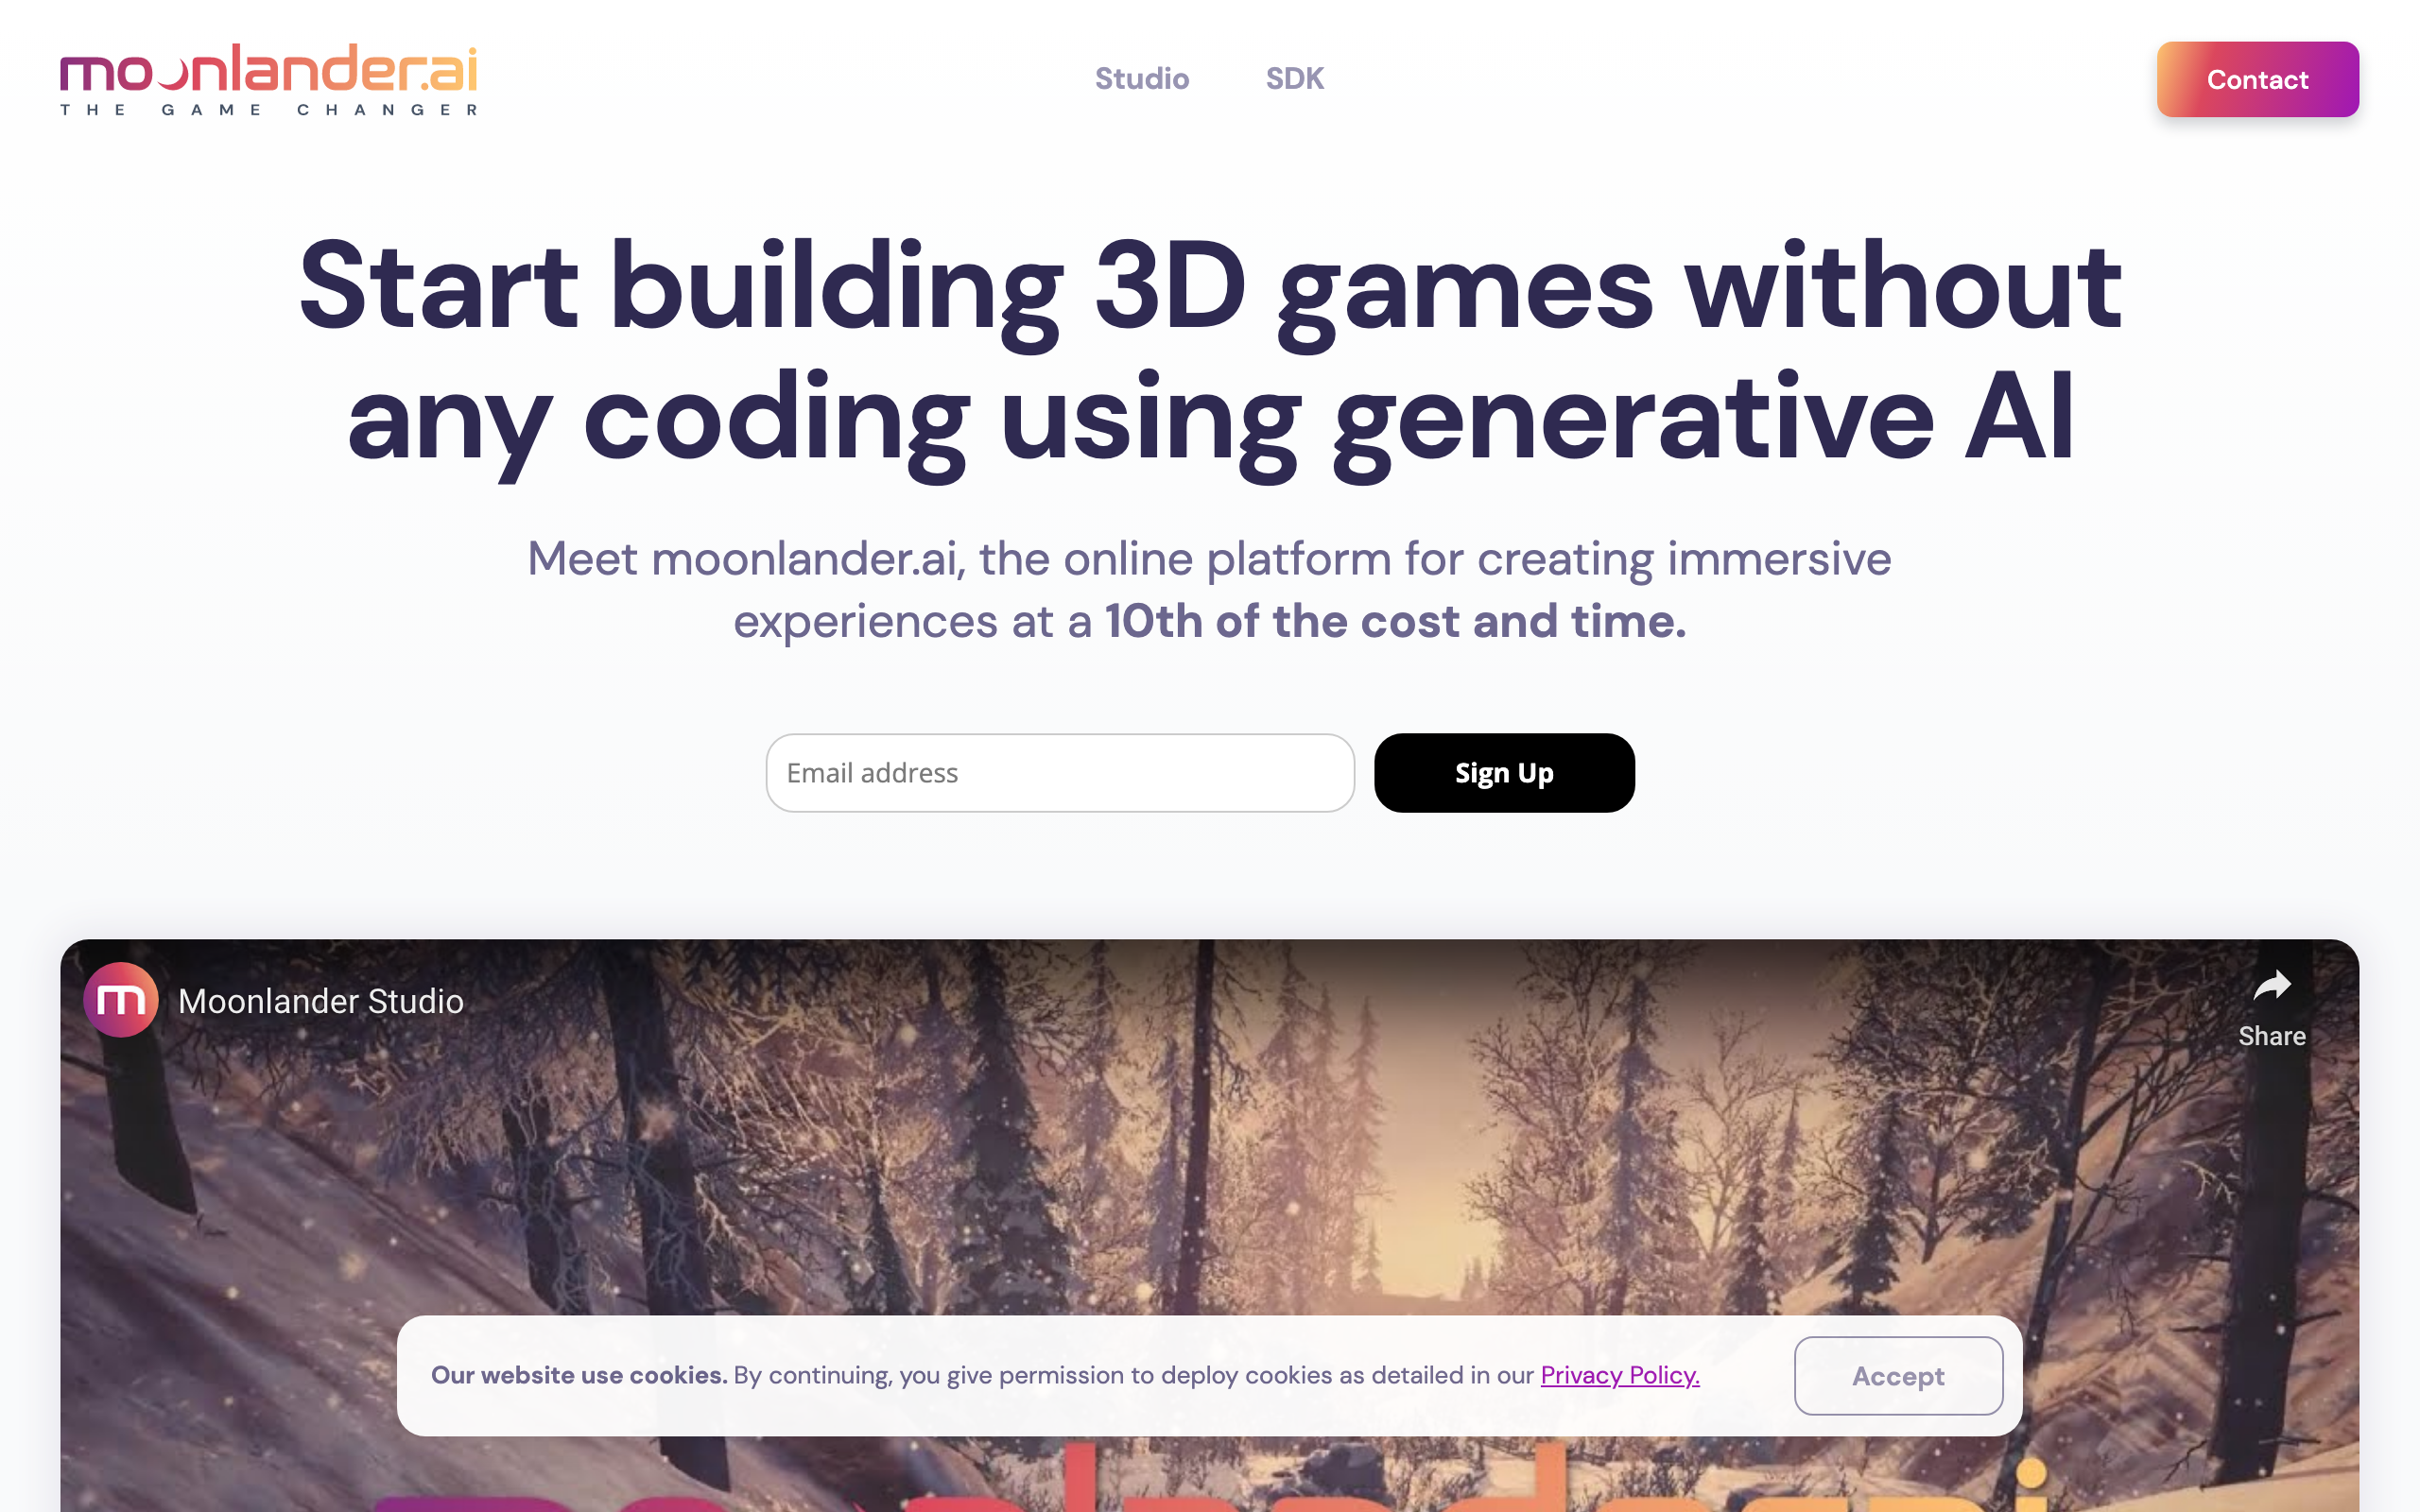 moonlander.ai
THE GAME CHANGER
Studio
SDK
Contact
Start building 3D games without
any coding using generative AI
Meet moonlander.ai, the online platform for creating immersive
experiences at a 10th of the cost and time.
Email address
Sign Up
m
Moonlander Studio
Share
Our website use cookies. By continuing, you give permission to deploy cookies as detailed in our Privacy Policy.
Accept